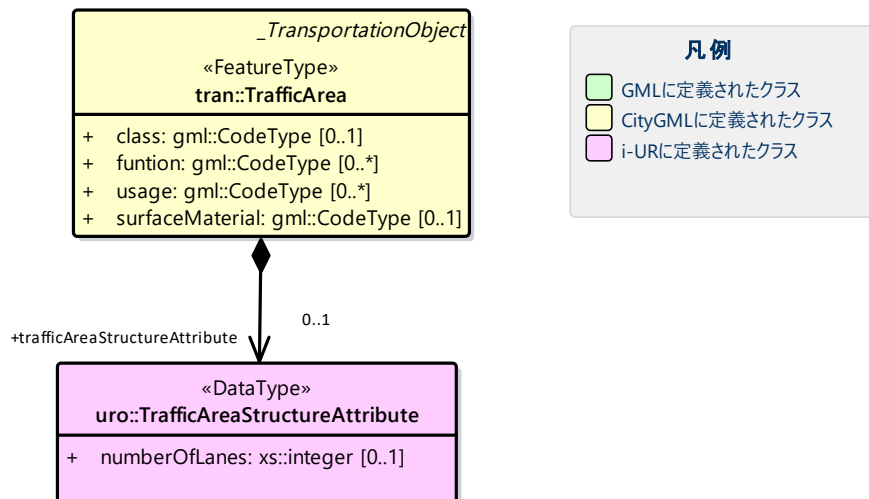 _TransportationObject
«FeatureType»
tran::TrafficArea
+ class: gml::CodeType [0..1]
+ funtion: gml::CodeType [0..*]
+ usage: gml::CodeType [0..*]
+ surfaceMaterial: gml::CodeType [0..1]
凡例
GMLに定義されたクラス
CityGMLに定義されたクラス
i-URに定義されたクラス
0..1
+trafficAreaStructureAttribute
«DataType»
uro::TrafficAreaStructureAttribute
+ numberOfLanes: xs::integer [0..1]